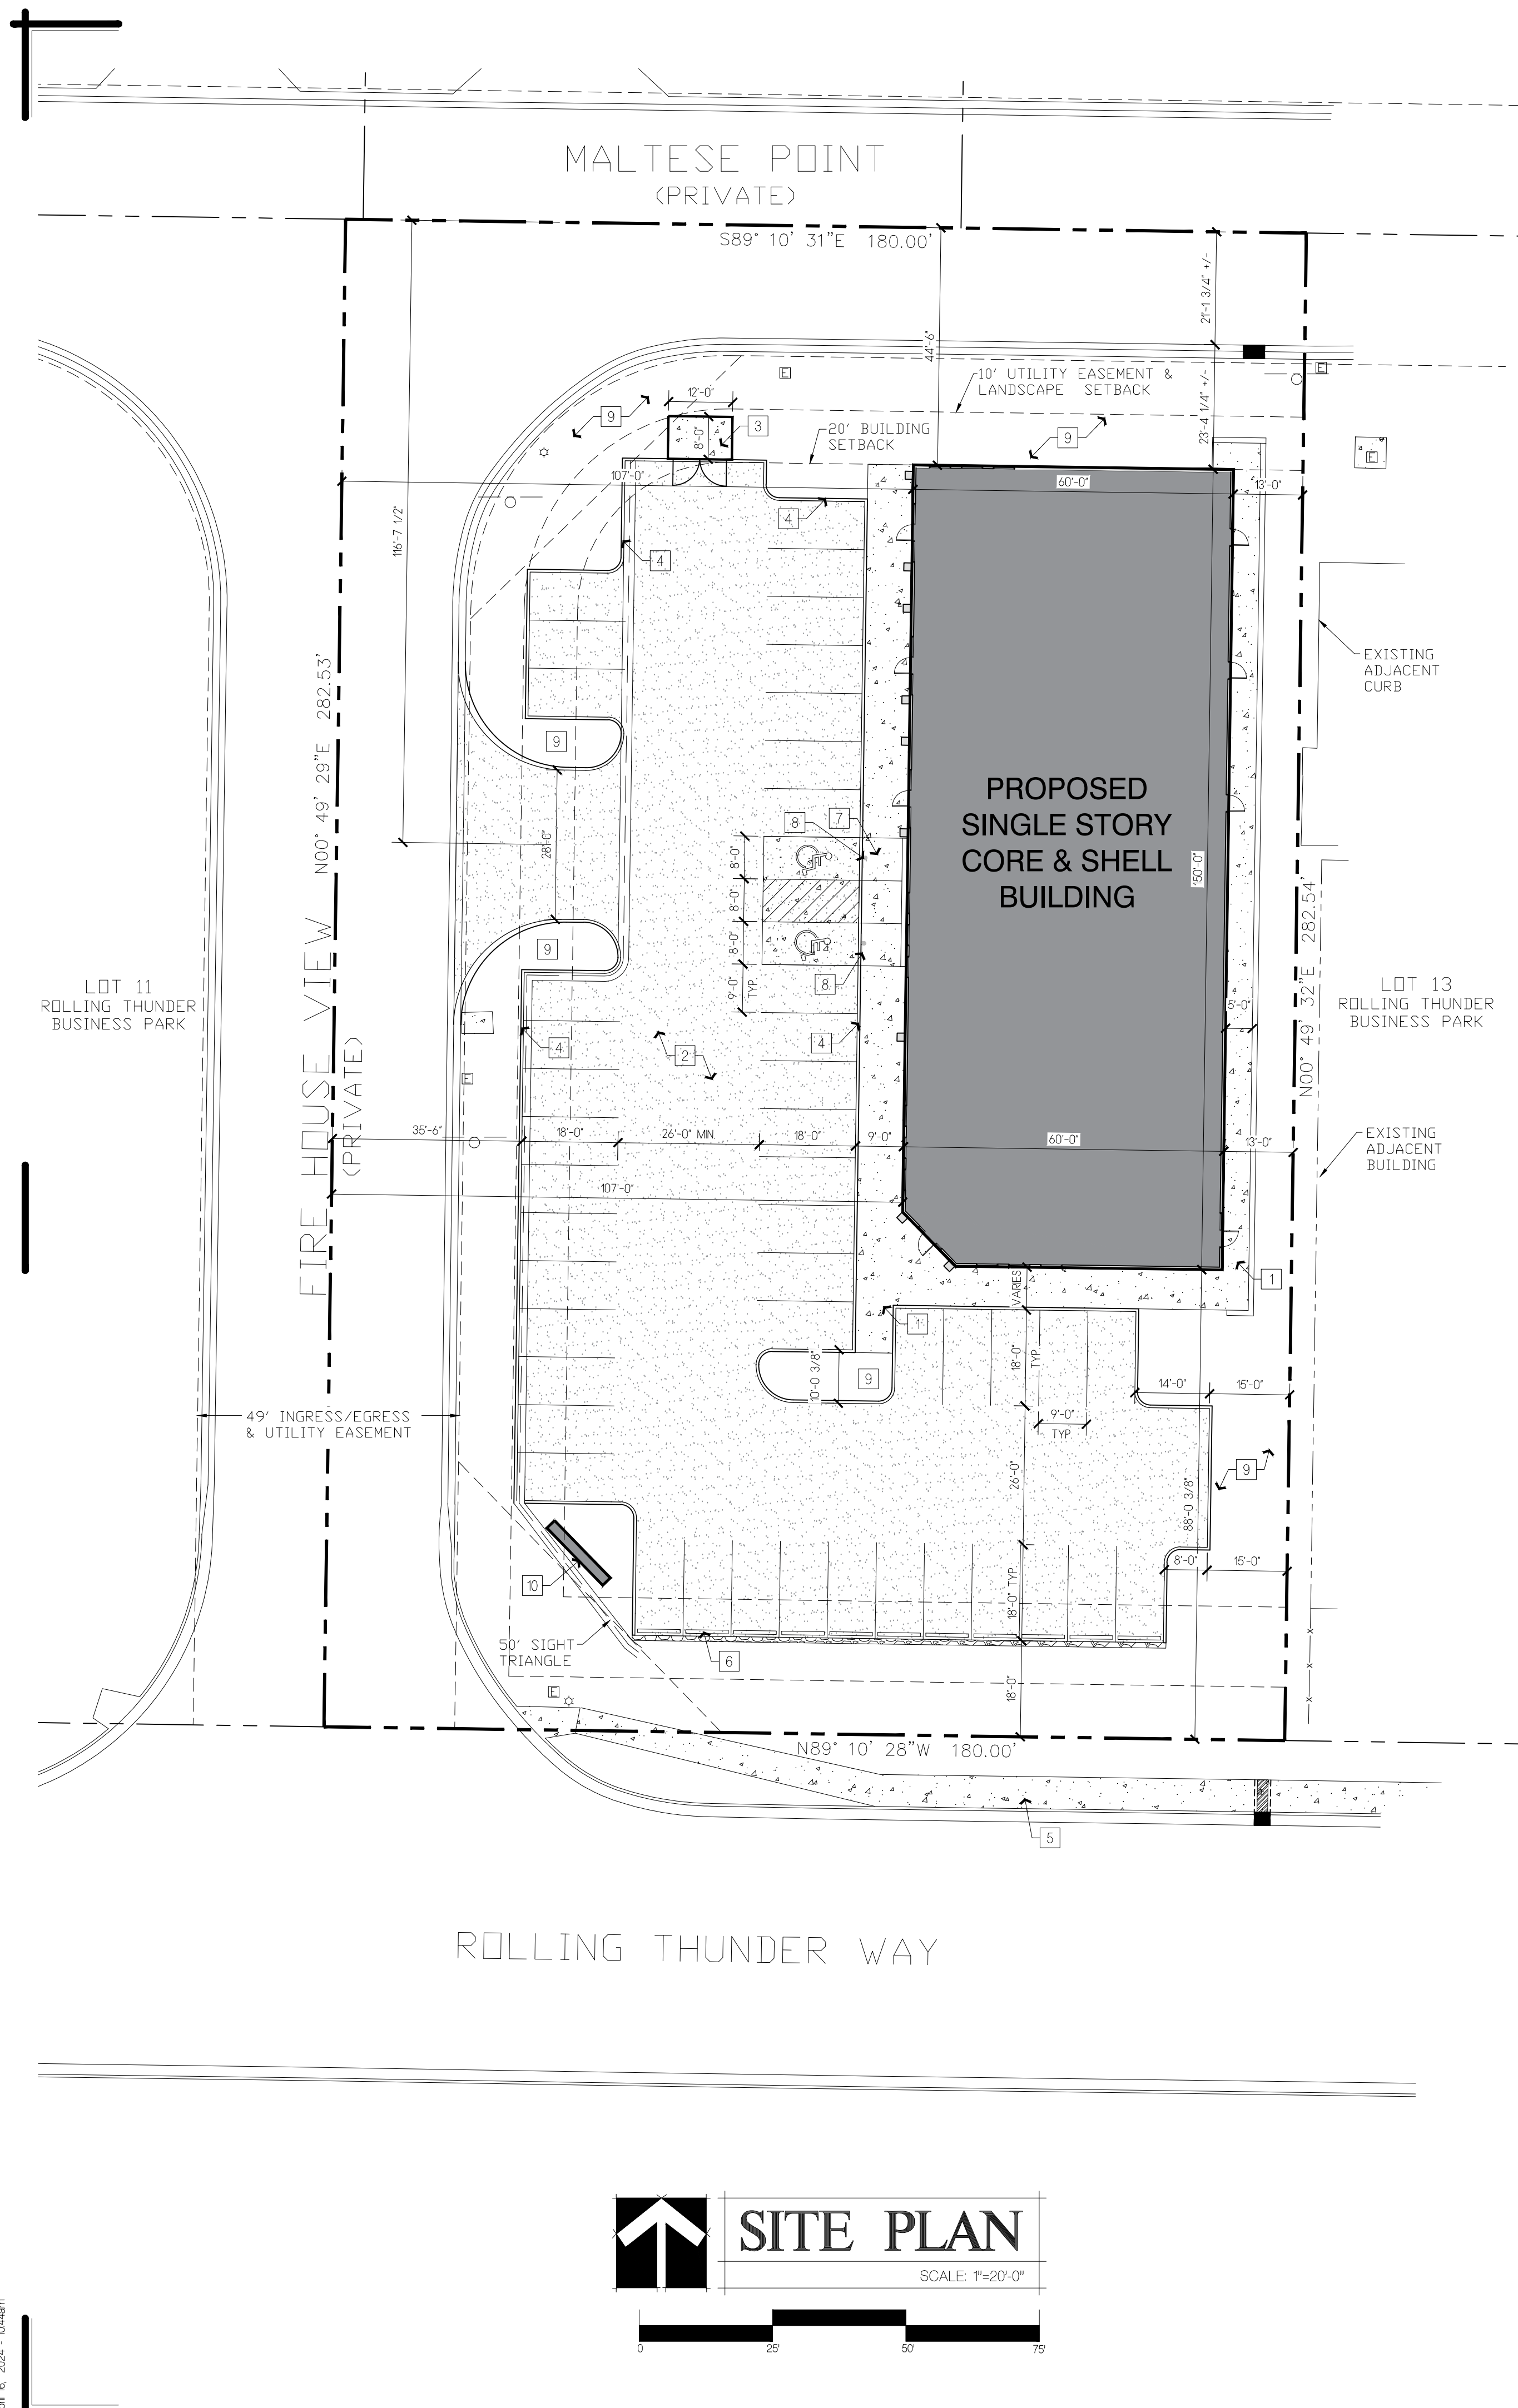 MALTESE POINT
(PRIVATE)
S89° 10' 31"E 180.00'
21'-1 3/4" +/-
44'-6"
10' UTILITY EASEMENT &
LANDSCAPE SETBACK
23'-4 1/4" +/-
E
E
12'-0"
9
3
8'-0"
20' BUILDING
SETBACK
9
E
107'-0"
60'-0"
13'-0"
116'-7 1/2"
4
4
EXISTING
ADJACENT
CURB
N00° 49' 29"E 282.53'
9
28'-0"
8
7
8'-0"
8'-0"
8'-0"
9'-0"
TYP.
PROPOSED
SINGLE STORY
CORE & SHELL
BUILDING
150'-0"
9
8
LOT 11
ROLLING THUNDER
BUSINESS PARK
5'-0"
N00° 49' 32"E 282.54'
LOT 13
ROLLING THUNDER
BUSINESS PARK
4
2
4
E
FIRE HOUSE VIEW
(PRIVATE)
35'-6"
18'-0"
26'-0" MIN.
18'-0"
9'-0"
60'-0"
13'-0"
EXISTING
ADJACENT
BUILDING
107'-0"
VARIES
1
1
10'-0 3/8"
9
18'-0"
TYP.
14'-0"
15'-0"
9'-0"
TYP.
49' INGRESS/EGRESS
& UTILITY EASEMENT
26'-0"
88'-0 3/8"
9
8'-0"
15'-0"
10
18'-0" TYP.
50' SIGHT
TRIANGLE
6
E
18'-0"
x
x
x
N89° 10' 28"W 180.00'
5
ROLLING THUNDER WAY
SITE PLAN
SCALE: 1"=20'-0"
0 25' 50' 75'
16, 2024 - 10:44am